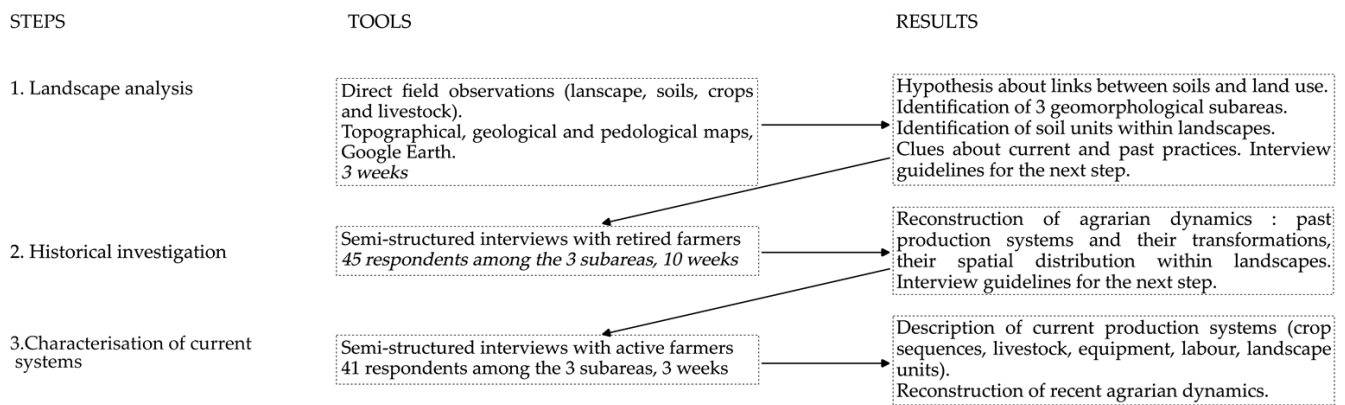 STEPS
TOOLS
RESULTS
1. Landscape analysis
Direct field observations (lanscape, soils, crops
and livestock).
Topographical, geological and pedological maps,
Google Earth.
3 weeks
Hypothesis about links between soils and land use.
Identification of 3 geomorphological subareas.
Identification of soil units within landscapes.
Clues about current and past practices. Interview
guidelines for the next step.
2. Historical investigation
Semi-structured interviews with retired farmers
45 respondents among the 3 subareas, 10 weeks
Reconstruction of agrarian dynamics : past
production systems and their transformations,
their spatial distribution within landscapes.
Interview guidelines for the next step.
3.Characterisation of current
systems
Semi-structured interviews with active farmers
41 respondents among the 3 subareas, 3 weeks
Description of current production systems (crop
sequences, livestock, equipment, labour, landscape
units).
Reconstruction of recent agrarian dynamics.